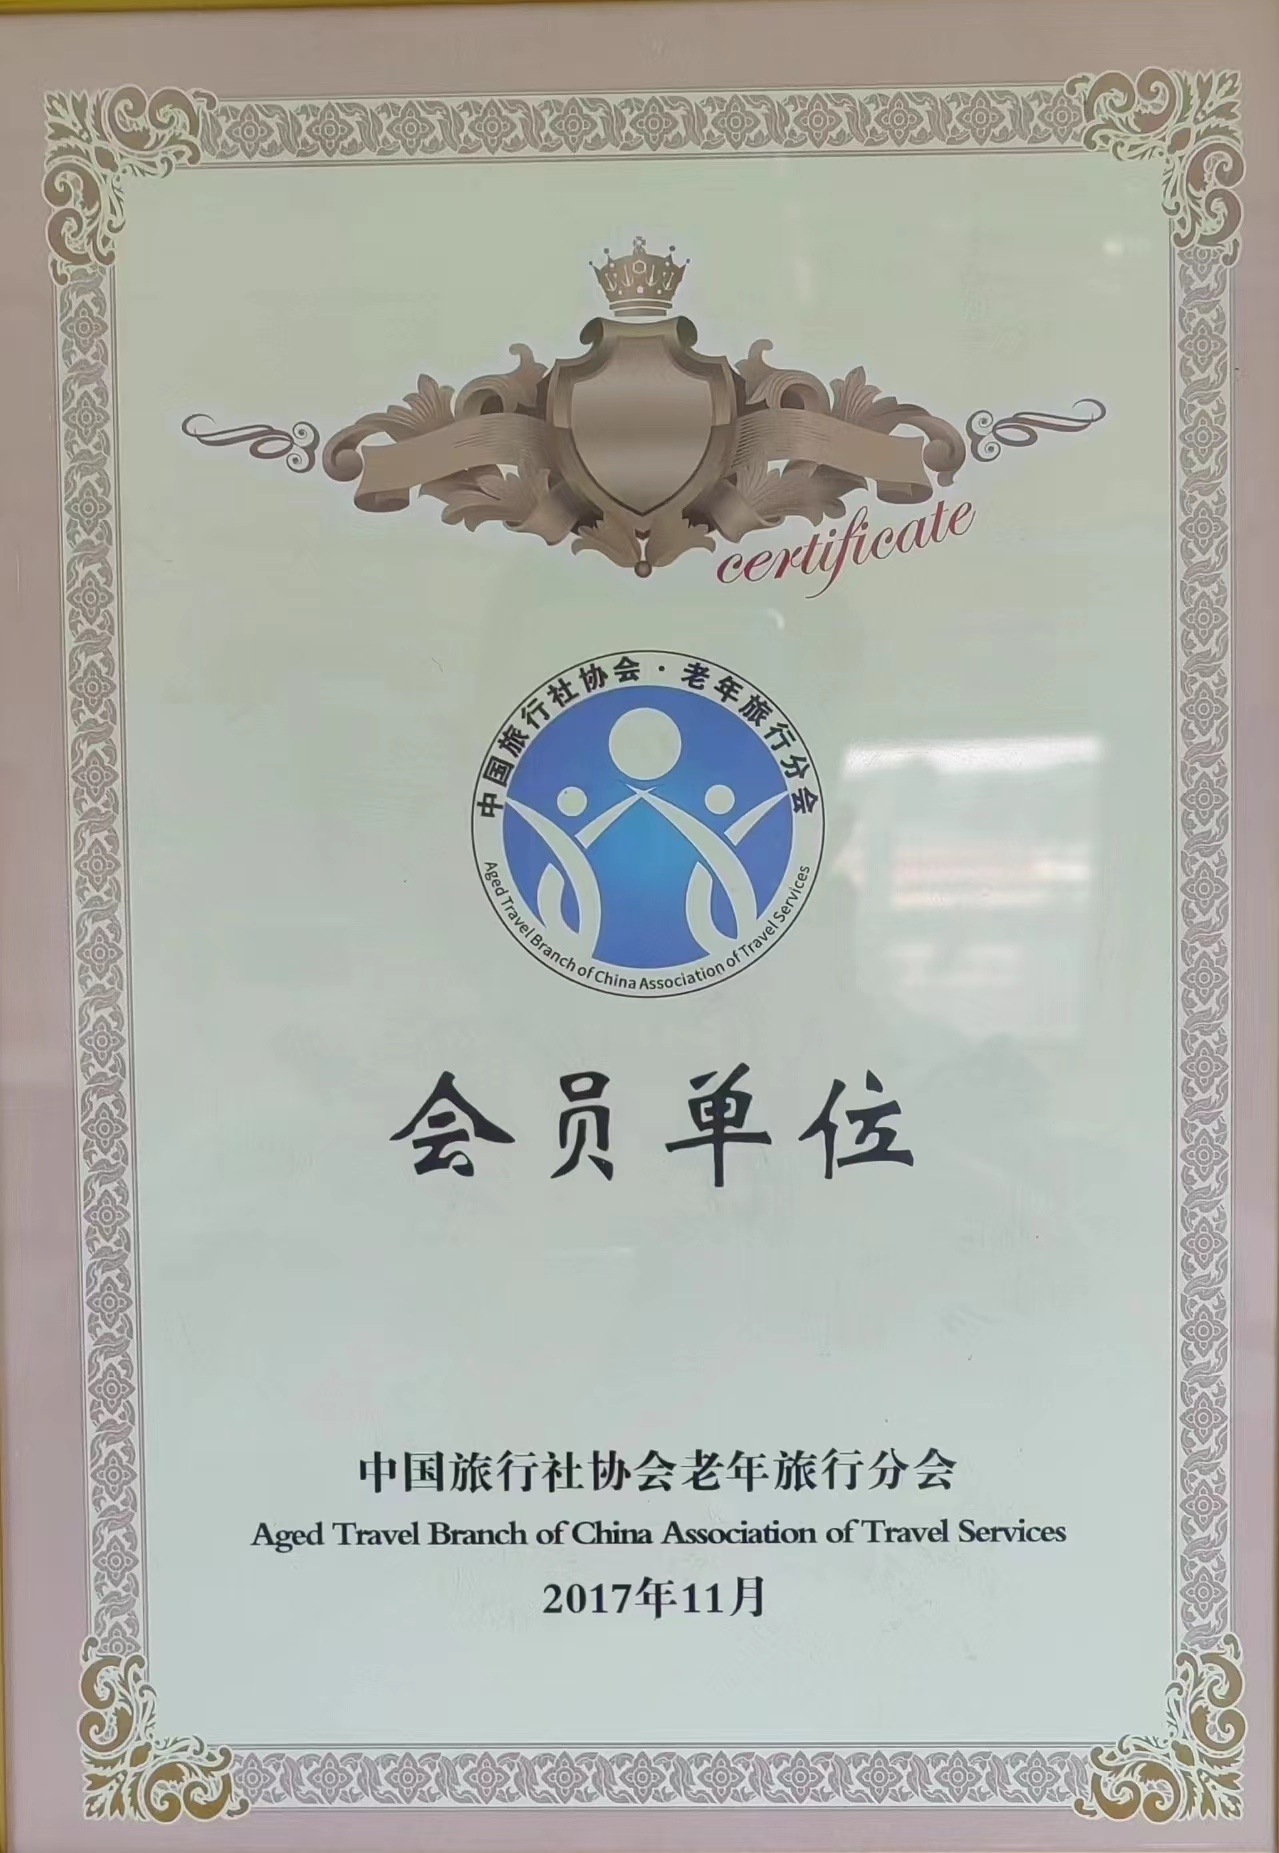 certificate
中国旅行社协会·老年旅行分会
Aged Travel Branch of China Association of Travel Services
会员单位
中国旅行社协会老年旅行分会
Aged Travel Branch of China Association of Travel Services
2017年11月